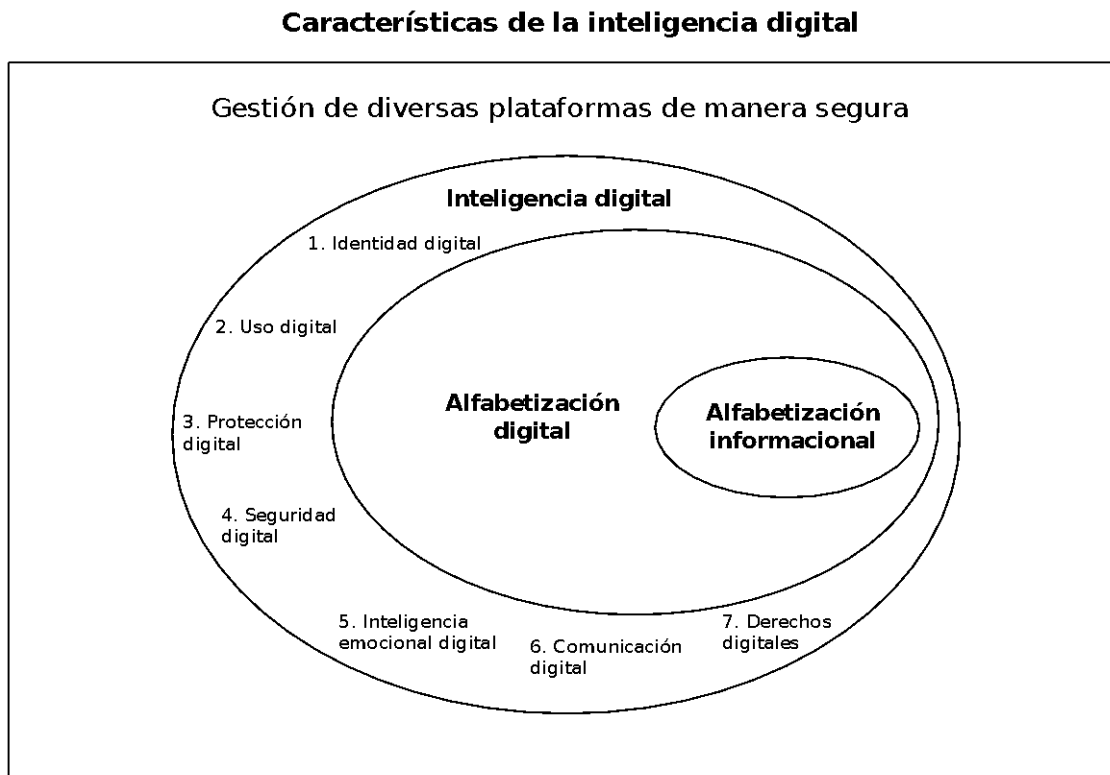 Características de la inteligencia digital
Gestión de diversas plataformas de manera segura
Inteligencia digital
1. Identidad digital
2. Uso digital
3. Protección
digital
4. Seguridad
digital
5. Inteligencia
emocional digital
6. Comunicación
digital
7. Derechos
digitales
Alfabetización
digital
Alfabetización
informacional